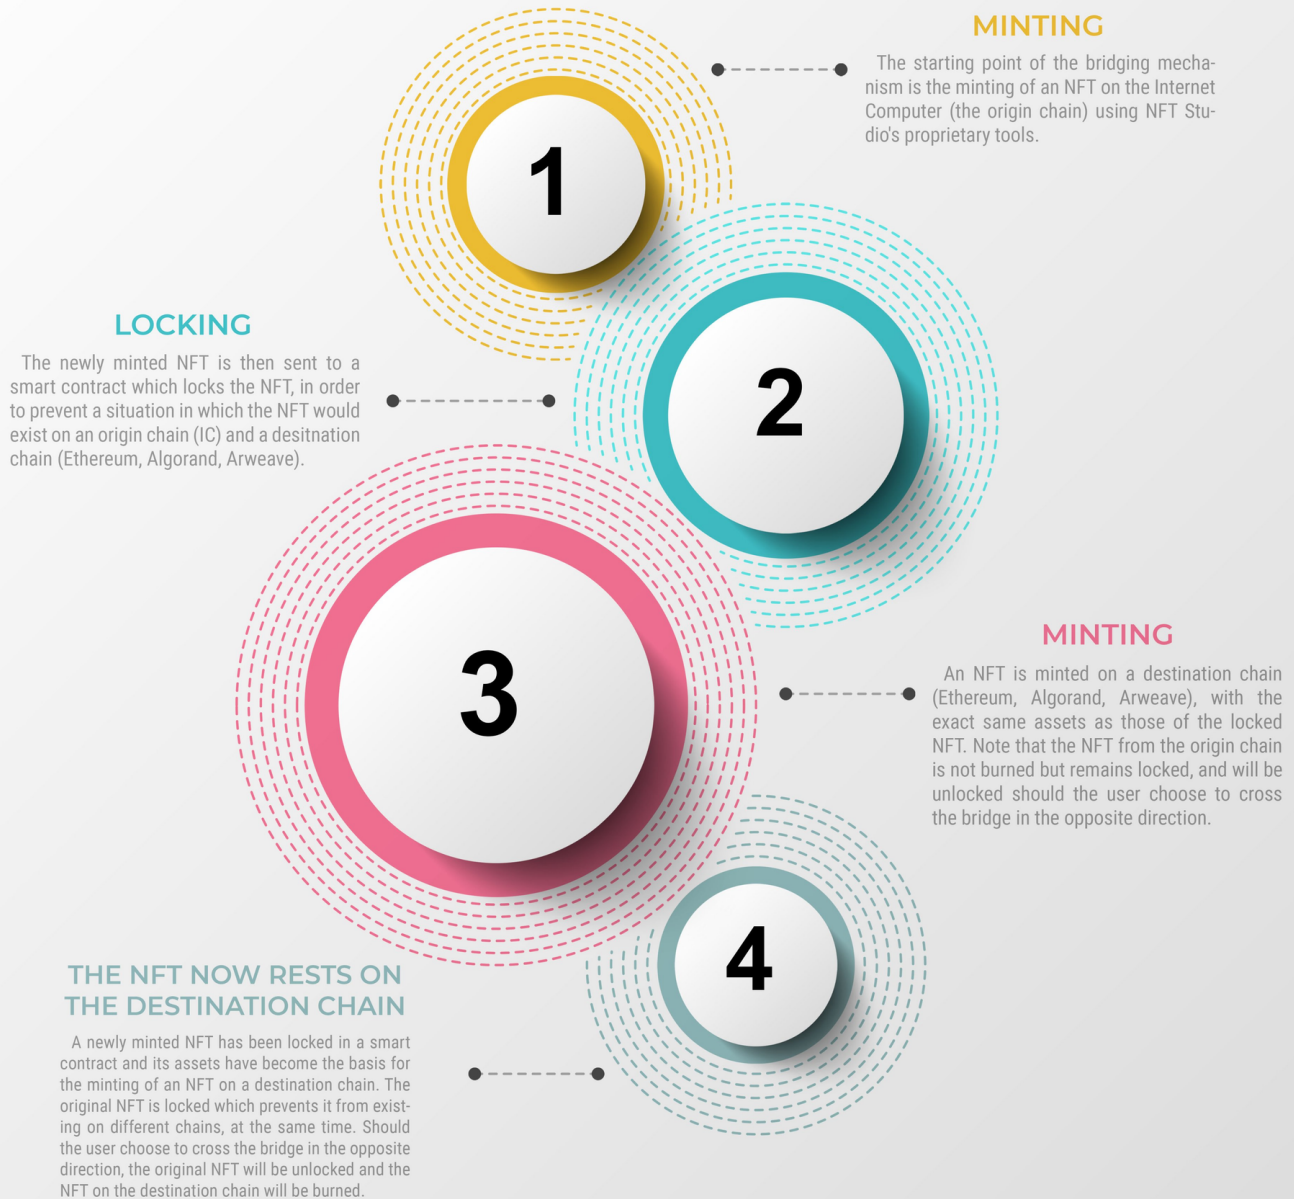 1
MINTING
The starting point of the bridging mecha-
nism is the minting of an NFT on the Internet
Computer (the origin chain) using NFT Stu-
dio's proprietary tools.
2
LOCKING
The newly minted NFT is then sent to a
smart contract which locks the NFT, in order
to prevent a situation in which the NFT would
exist on an origin chain (IC) and a desitnation
chain (Ethereum, Algorand, Arweave).
3
MINTING
An NFT is minted on a destination chain
(Ethereum, Algorand, Arweave), with the
exact same assets as those of the locked
NFT. Note that the NFT from the origin chain
is not burned but remains locked, and will be
unlocked should the user choose to cross
the bridge in the opposite direction.
4
THE NFT NOW RESTS ON
THE DESTINATION CHAIN
A newly minted NFT has been locked in a smart
contract and its assets have become the basis for
the minting of an NFT on a destination chain. The
original NFT is locked which prevents it from exist-
ing on different chains, at the same time. Should
the user choose to cross the bridge in the opposite
direction, the original NFT will be unlocked and the
NFT on the destination chain will be burned.